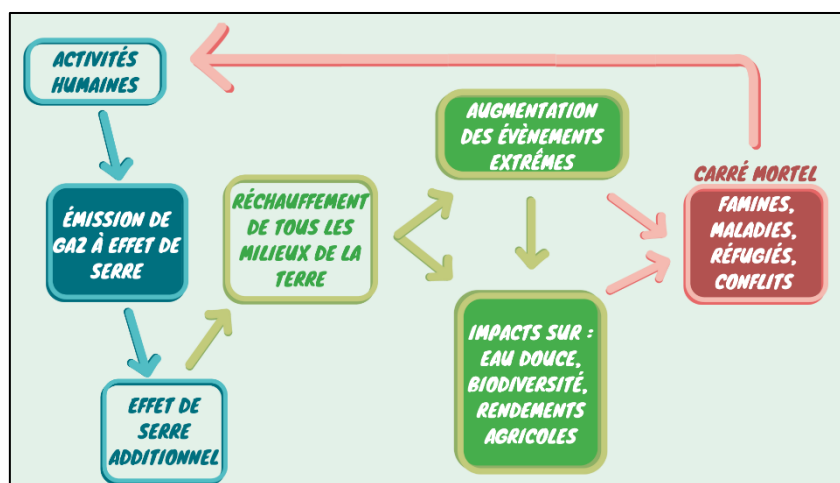 ACTIVITÉS
HUMAINES
ÉMISSION DE
GAZ À EFFET DE
SERRE
EFFET DE
SERRE
ADDITIONNEL
RÉCHAUFFEMENT
DE TOUS LES
MILIEUX DE LA
TERRE
AUGMENTATION
DES ÉVÈNEMENTS
EXTRÊMES
IMPACTS SUR :
EAU DOUCE,
BIODIVERSITÉ,
RENDEMENTS
AGRICOLES
CARRÉ MORTEL
FAMINES,
MALADIES,
RÉFUGIÉS,
CONFLITS